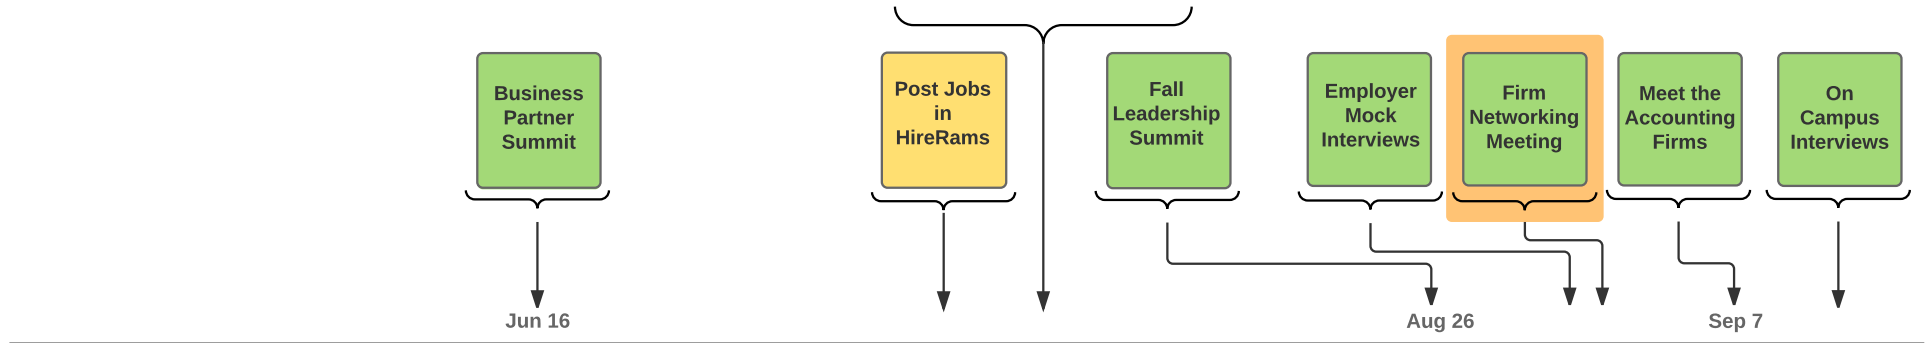 Business
Partner
Summit
Post Jobs
in
HireRams
Fall
Leadership
Summit
Employer
Mock
Interviews
Firm
Networking
Meeting
Meet the
Accounting
Firms
On
Campus
Interviews
Jun 16
Aug 26
Sep 7